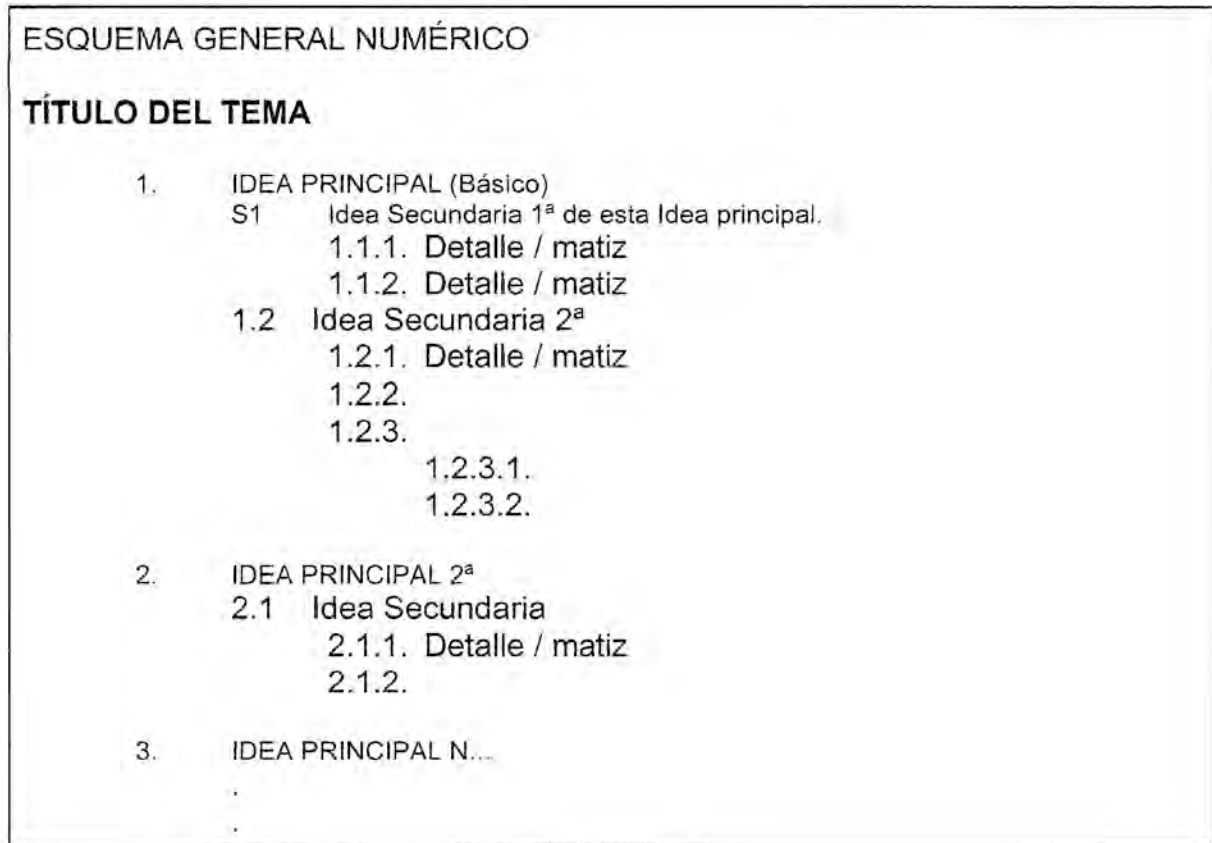 ESQUEMA GENERAL NUMÉRICO
TÍTULO DEL TEMA
1. IDEA PRINCIPAL (Básico)
S1 Idea Secundaria 1ª de esta Idea principal.
1.1.1. Detalle / matiz
1.1.2. Detalle / matiz
1.2 Idea Secundaria 2ª
1.2.1. Detalle / matiz
1.2.2.
1.2.3.
1.2.3.1.
1.2.3.2.
2. IDEA PRINCIPAL 2ª
2.1 Idea Secundaria
2.1.1. Detalle / matiz
2.1.2.
3. IDEA PRINCIPAL N....
.
.